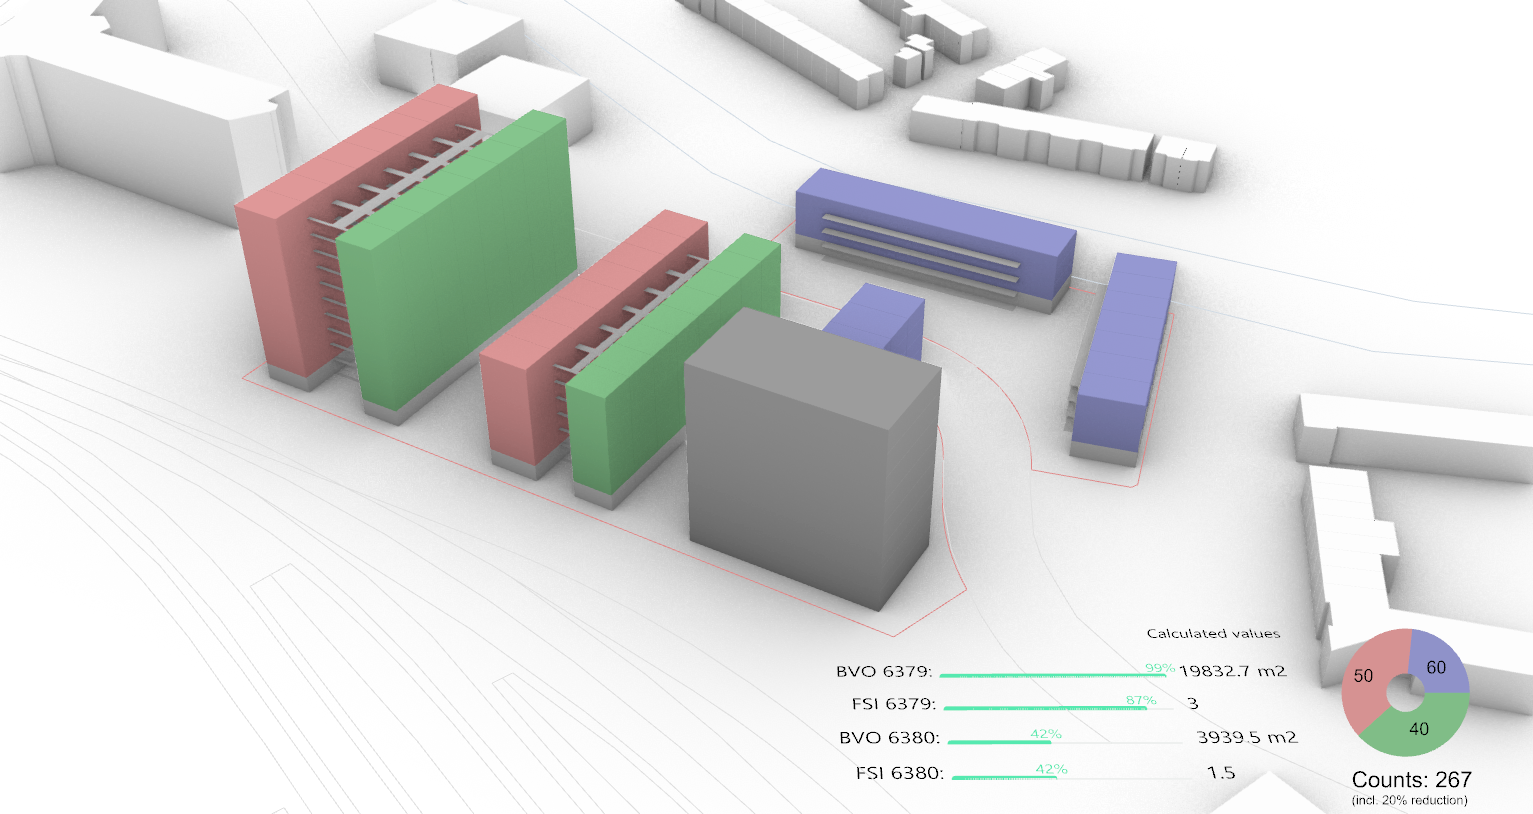 Calculated values
BVO 6379: 99% 19832.7 m2
FSI 6379: 87% 3
BVO 6380: 42% 3939.5 m2
FSI 6380: 42% 1.5
50 60
40
Counts: 267
(incl. 20% reduction)